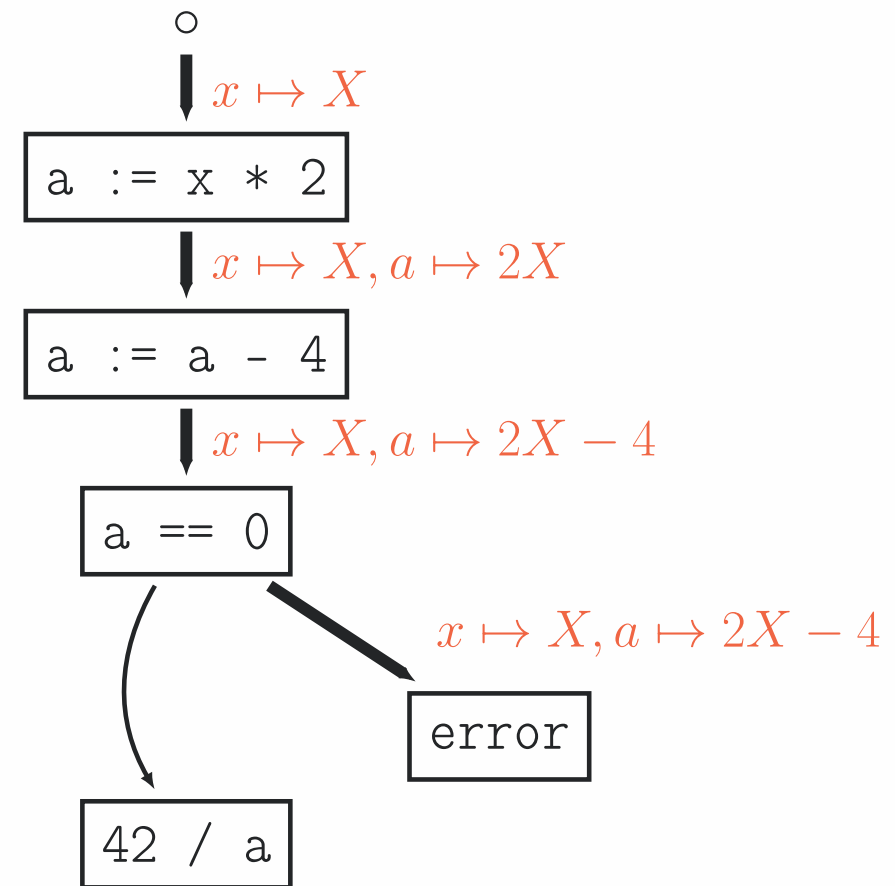 x ↦ X
a := x * 2
x ↦ X, a ↦ 2X
a := a - 4
x ↦ X, a ↦ 2X − 4
a == 0
x ↦ X, a ↦ 2X − 4
error
42 / a